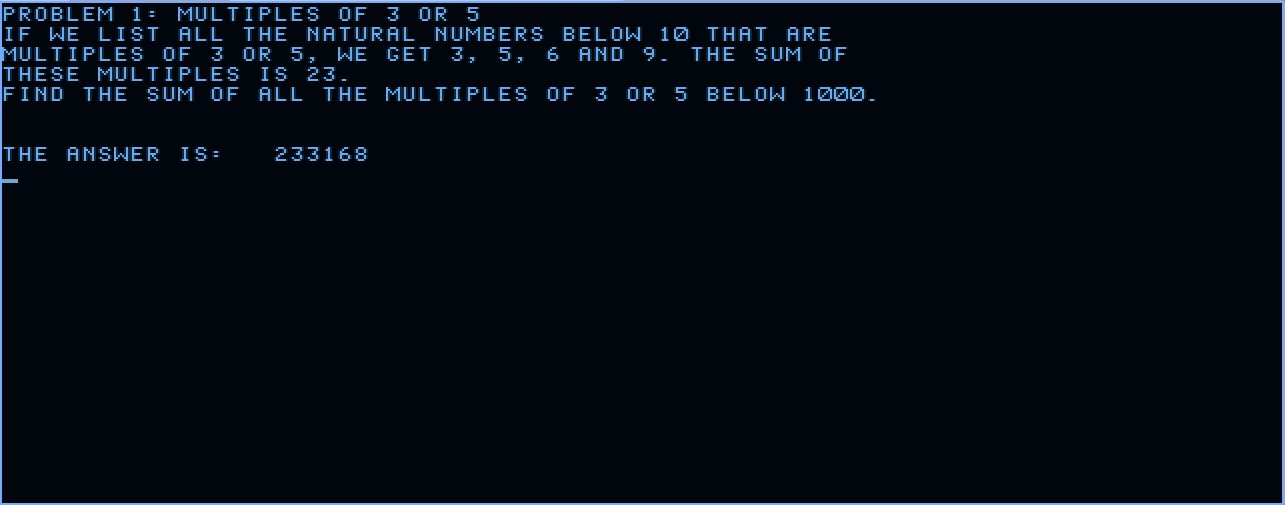 PROBLEM 1: MULTIPLES OF 3 OR 5
IF WE LIST ALL THE NATURAL NUMBERS BELOW 10 THAT ARE
MULTIPLES OF 3 OR 5, WE GET 3, 5, 6 AND 9. THE SUM OF
THESE MULTIPLES IS 23.
FIND THE SUM OF ALL THE MULTIPLES OF 3 OR 5 BELOW 1000.
THE ANSWER IS: 233168